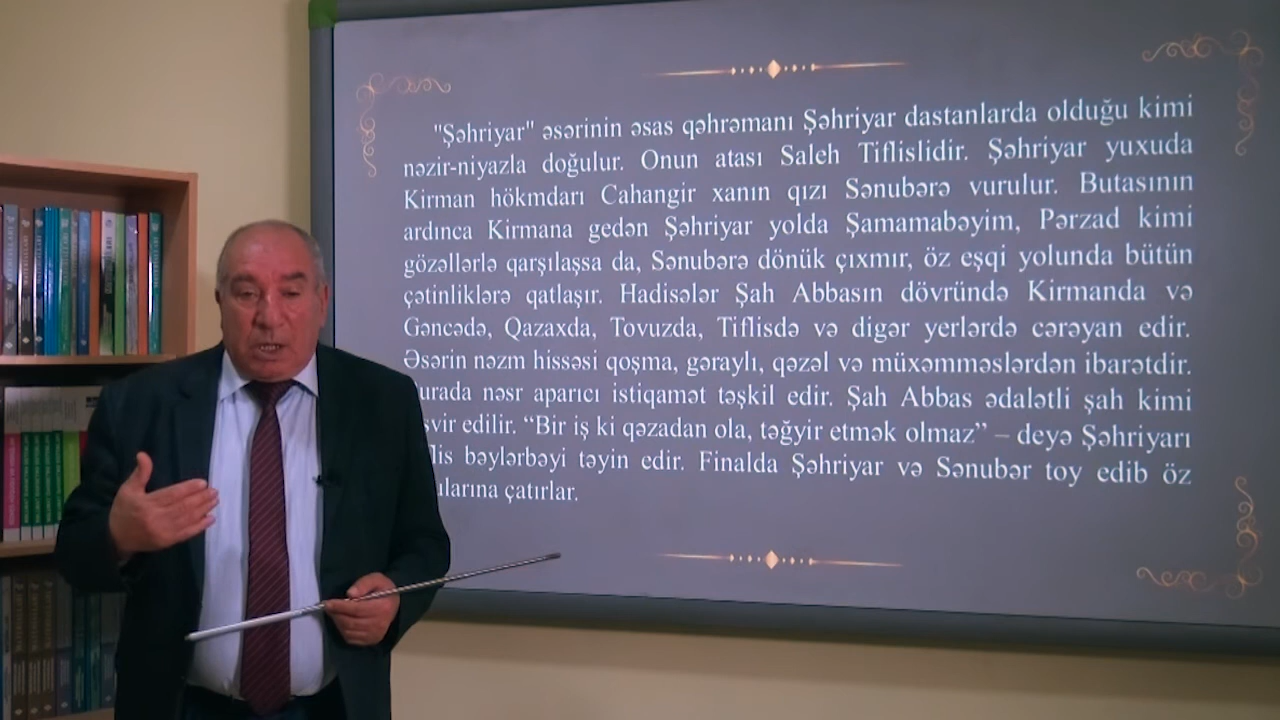 "Şəhriyar" əsərinin əsas qəhrəmanı Şəhriyar dastanlarda olduğu kimi
nəzir-niyazla doğulur. Onun atası Saleh Tiflislidir. Şəhriyar yuxuda
Kirman hökmdarı Cahangir xanın qızı Sənubərə vurulur. Butasının
ardınca Kirmana gedən Şəhriyar yolda Şamamabəyim, Pərzad kimi
gözəllərlə qarşılaşsa da, Sənubərə dönük çıxmır, öz eşqi yolunda bütün
çətinliklərə qatlaşır. Hadisələr Şah Abbasın dövründə Kirmanda və
Gəncədə, Qazaxda, Tovuzda, Tiflisdə və digər yerlərdə cərəyan edir.
Əsərin nəzm hissəsi qoşma, gəraylı, qəzəl və müxəmməslərdən ibarətdir.
nəsr aparıcı istiqamət təşkil edir. Şah Abbas ədalətli şah kimi
edilir. “Bir iş ki qəzadan ola, təğyir etmək olmaz” – deyə Şəhriyarı
bəylərbəyi təyin edir. Finalda Şəhriyar və Sənubər toy edib öz
çatırlar.